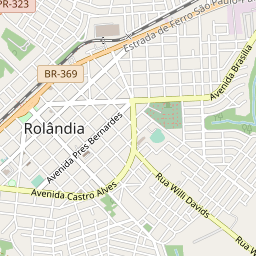 PR-323
Estrada de Ferro São Paulo-Pa
BR-369
Avenida Brasília
Rolândia
Avenida Pres Bernardes
Avenida Castro Alves
Rua Willi Davids
Rua W